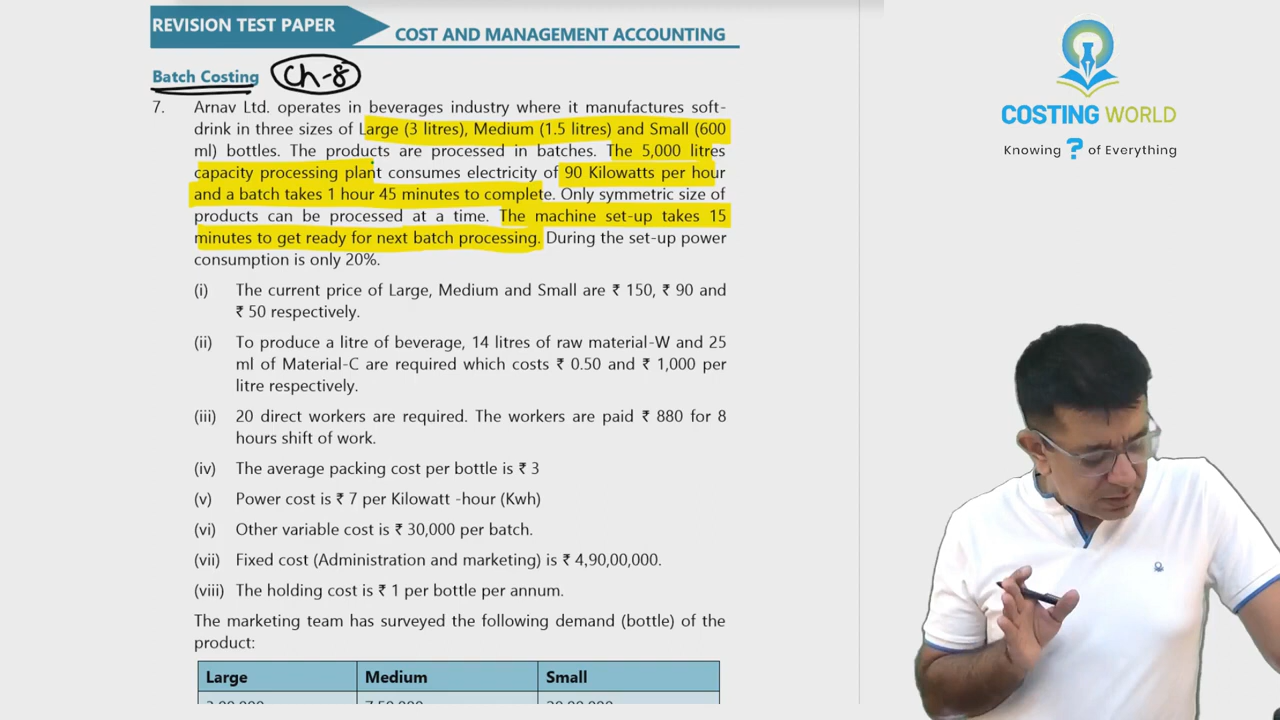 REVISION TEST PAPER
COST AND MANAGEMENT ACCOUNTING
Batch Costing Ch-8
7. Arnav Ltd. operates in beverages industry where it manufactures soft-
drink in three sizes of Large (3 litres), Medium (1.5 litres) and Small (600
ml) bottles. The products are processed in batches. The 5,000 litres
capacity processing plant consumes electricity of 90 Kilowatts per hour
and a batch takes 1 hour 45 minutes to complete. Only symmetric size of
products can be processed at a time. The machine set-up takes 15
minutes to get ready for next batch processing. During the set-up power
consumption is only 20%.
(i) The current price of Large, Medium and Small are ₹ 150, ₹ 90 and
₹ 50 respectively.
(ii) To produce a litre of beverage, 14 litres of raw material-W and 25
ml of Material-C are required which costs ₹ 0.50 and ₹ 1,000 per
litre respectively.
(iii) 20 direct workers are required. The workers are paid ₹ 880 for 8
hours shift of work.
(iv) The average packing cost per bottle is ₹ 3
(v) Power cost is ₹ 7 per Kilowatt -hour (Kwh)
(vi) Other variable cost is ₹ 30,000 per batch.
(vii) Fixed cost (Administration and marketing) is ₹ 4,90,00,000.
(viii) The holding cost is ₹ 1 per bottle per annum.
The marketing team has surveyed the following demand (bottle) of the
product:
Large Medium Small
COSTING WORLD
Knowing ? of Everything